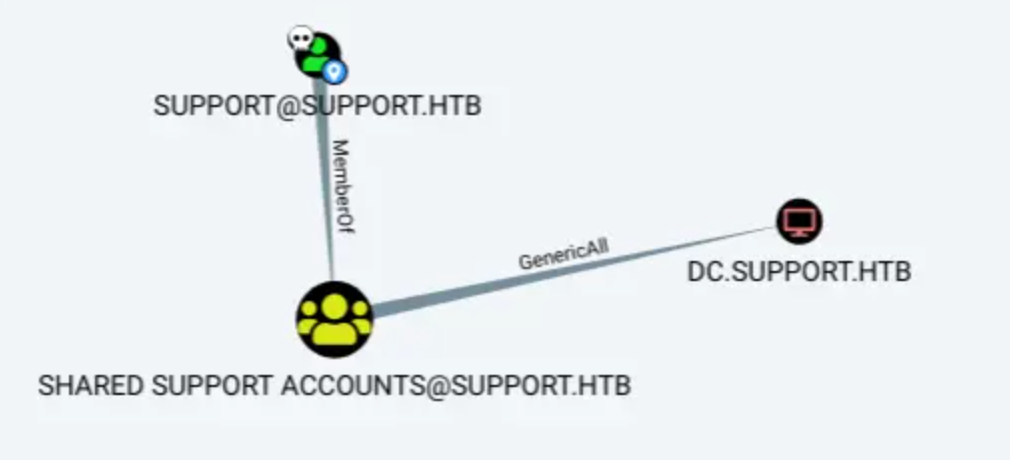 SUPPORT@SUPPORT.HTB
MemberOf
GenericAll
DC.SUPPORT.HTB
SHARED SUPPORT ACCOUNTS@SUPPORT.HTB